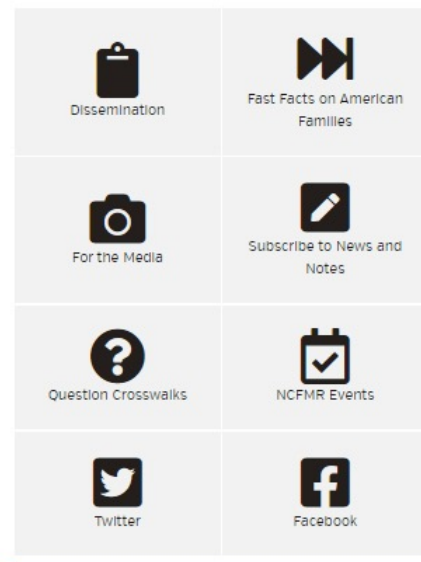 Dissemination
Fast Facts on American
Families
For the Media
Subscribe to News and
Notes
Question Crosswalks
NCFMR Events
Twitter
Facebook